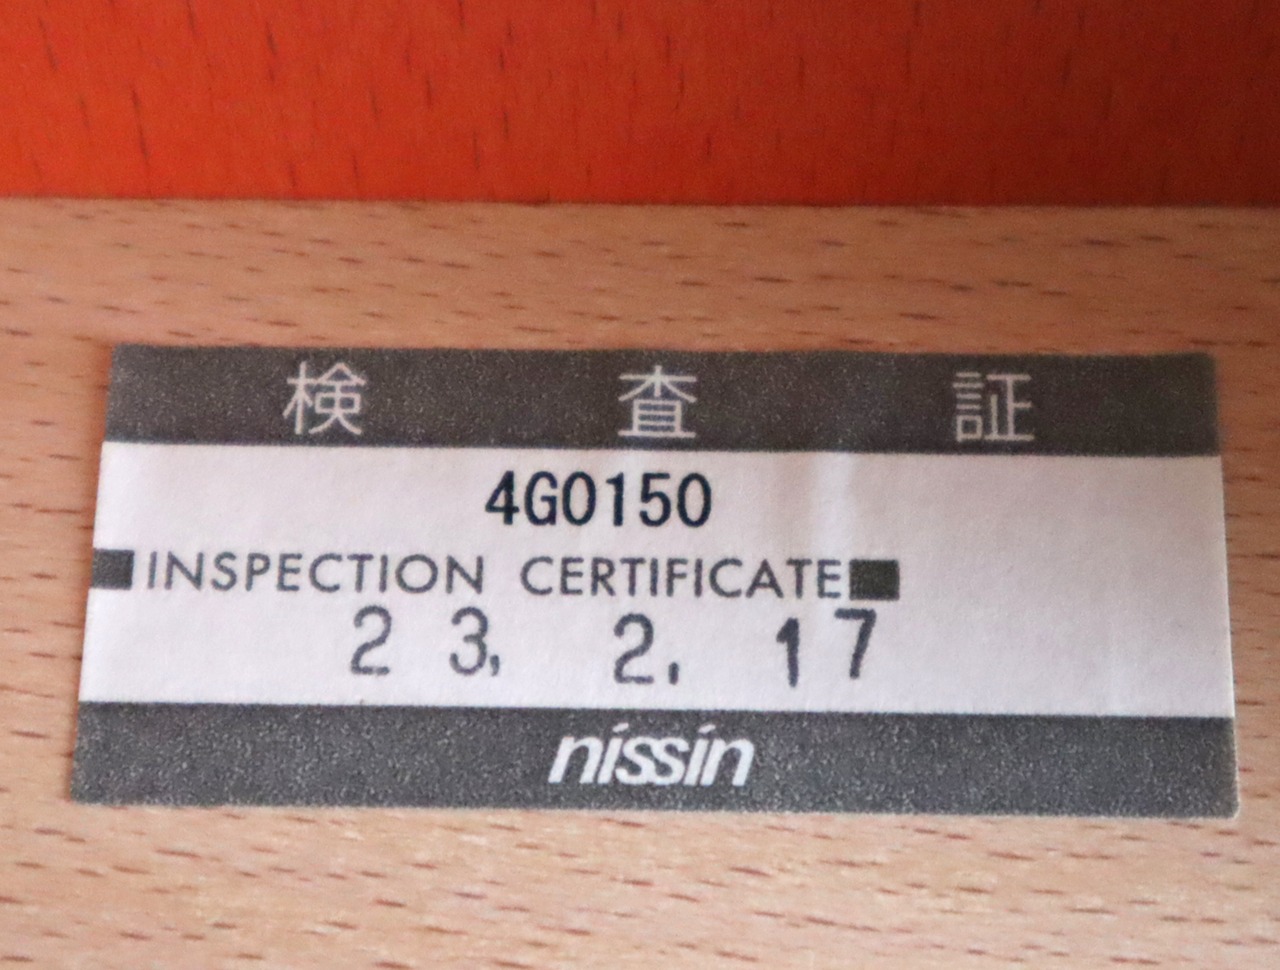 検査証
4G0150
■INSPECTION CERTIFICATE■
23, 2. 17
nissin